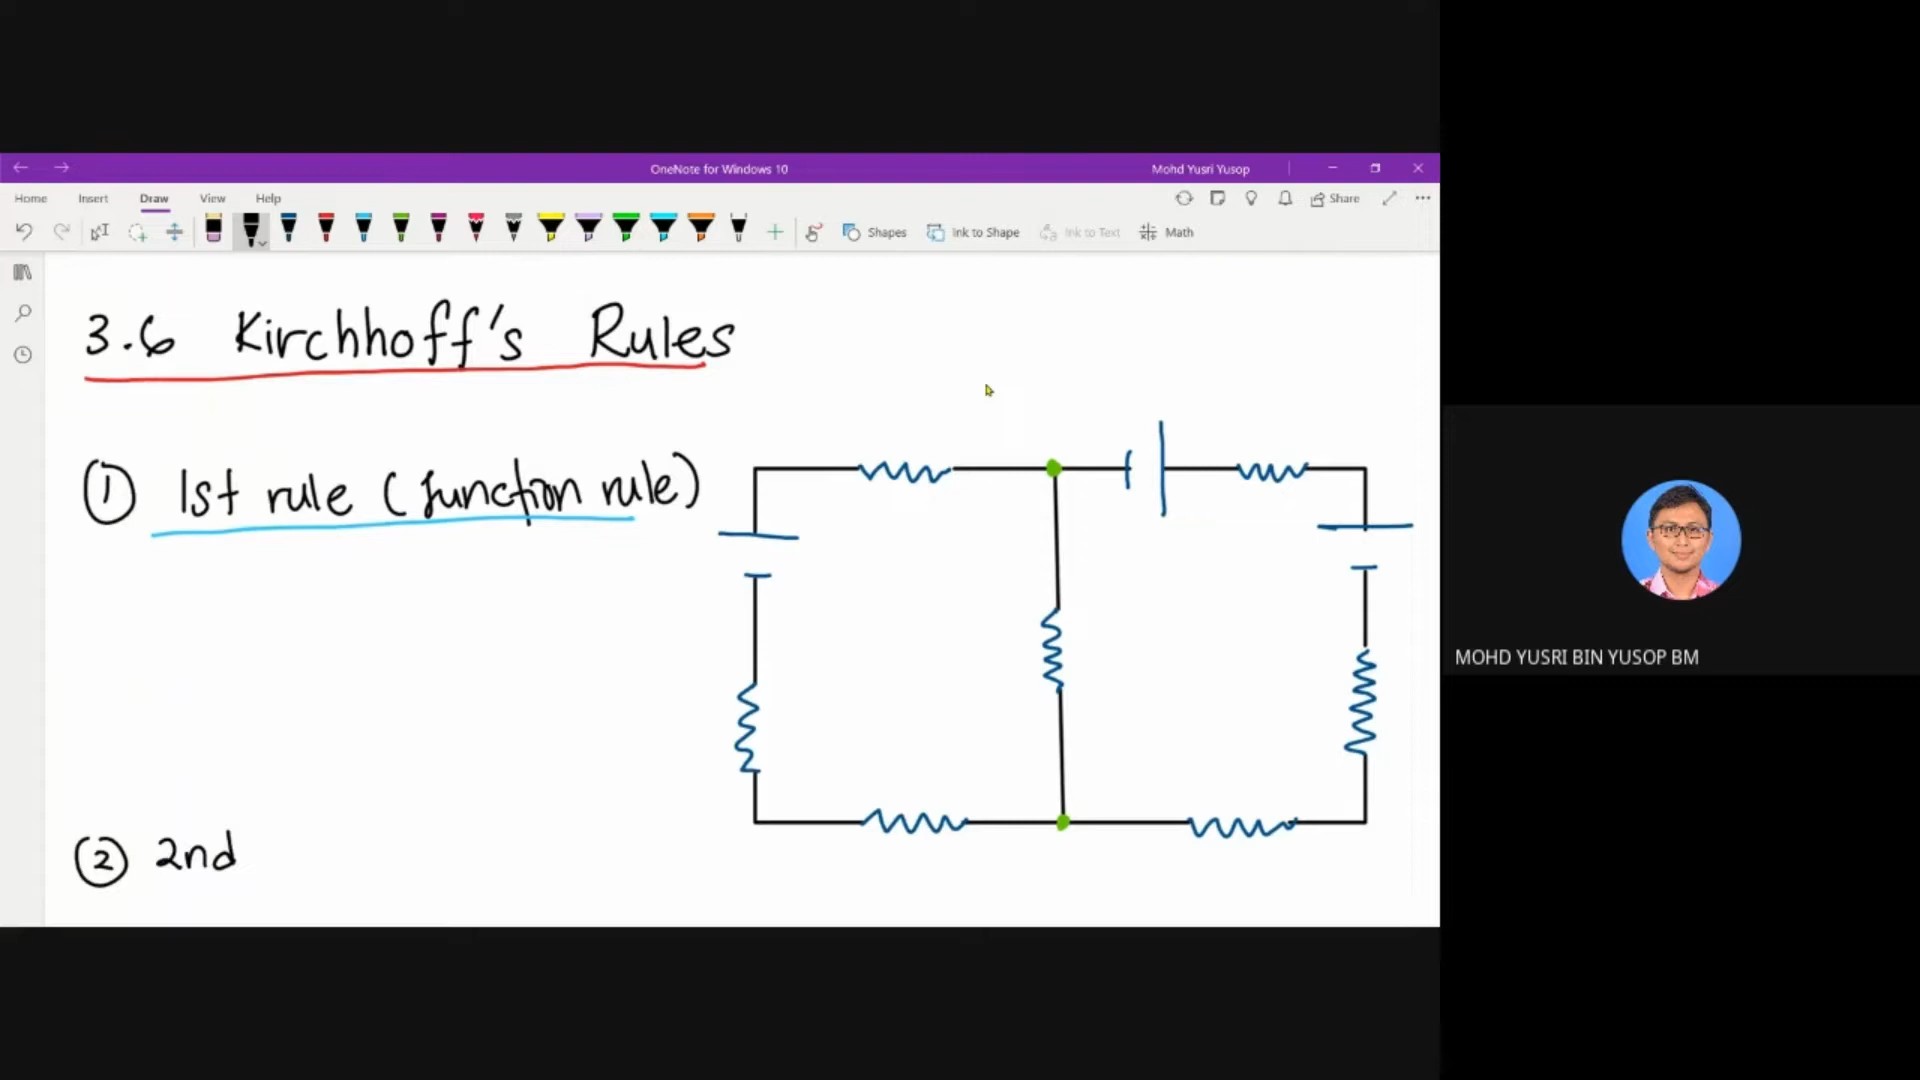 OneNote for Windows 10
Mohd Yusri Yusop
Home Insert Draw View Help
Share
Shapes Ink to Shape Ink to Text Math
3.6 Kirchhoff's Rules
① 1st rule (function rule)
② 2nd
MOHD YUSRI BIN YUSOP BM